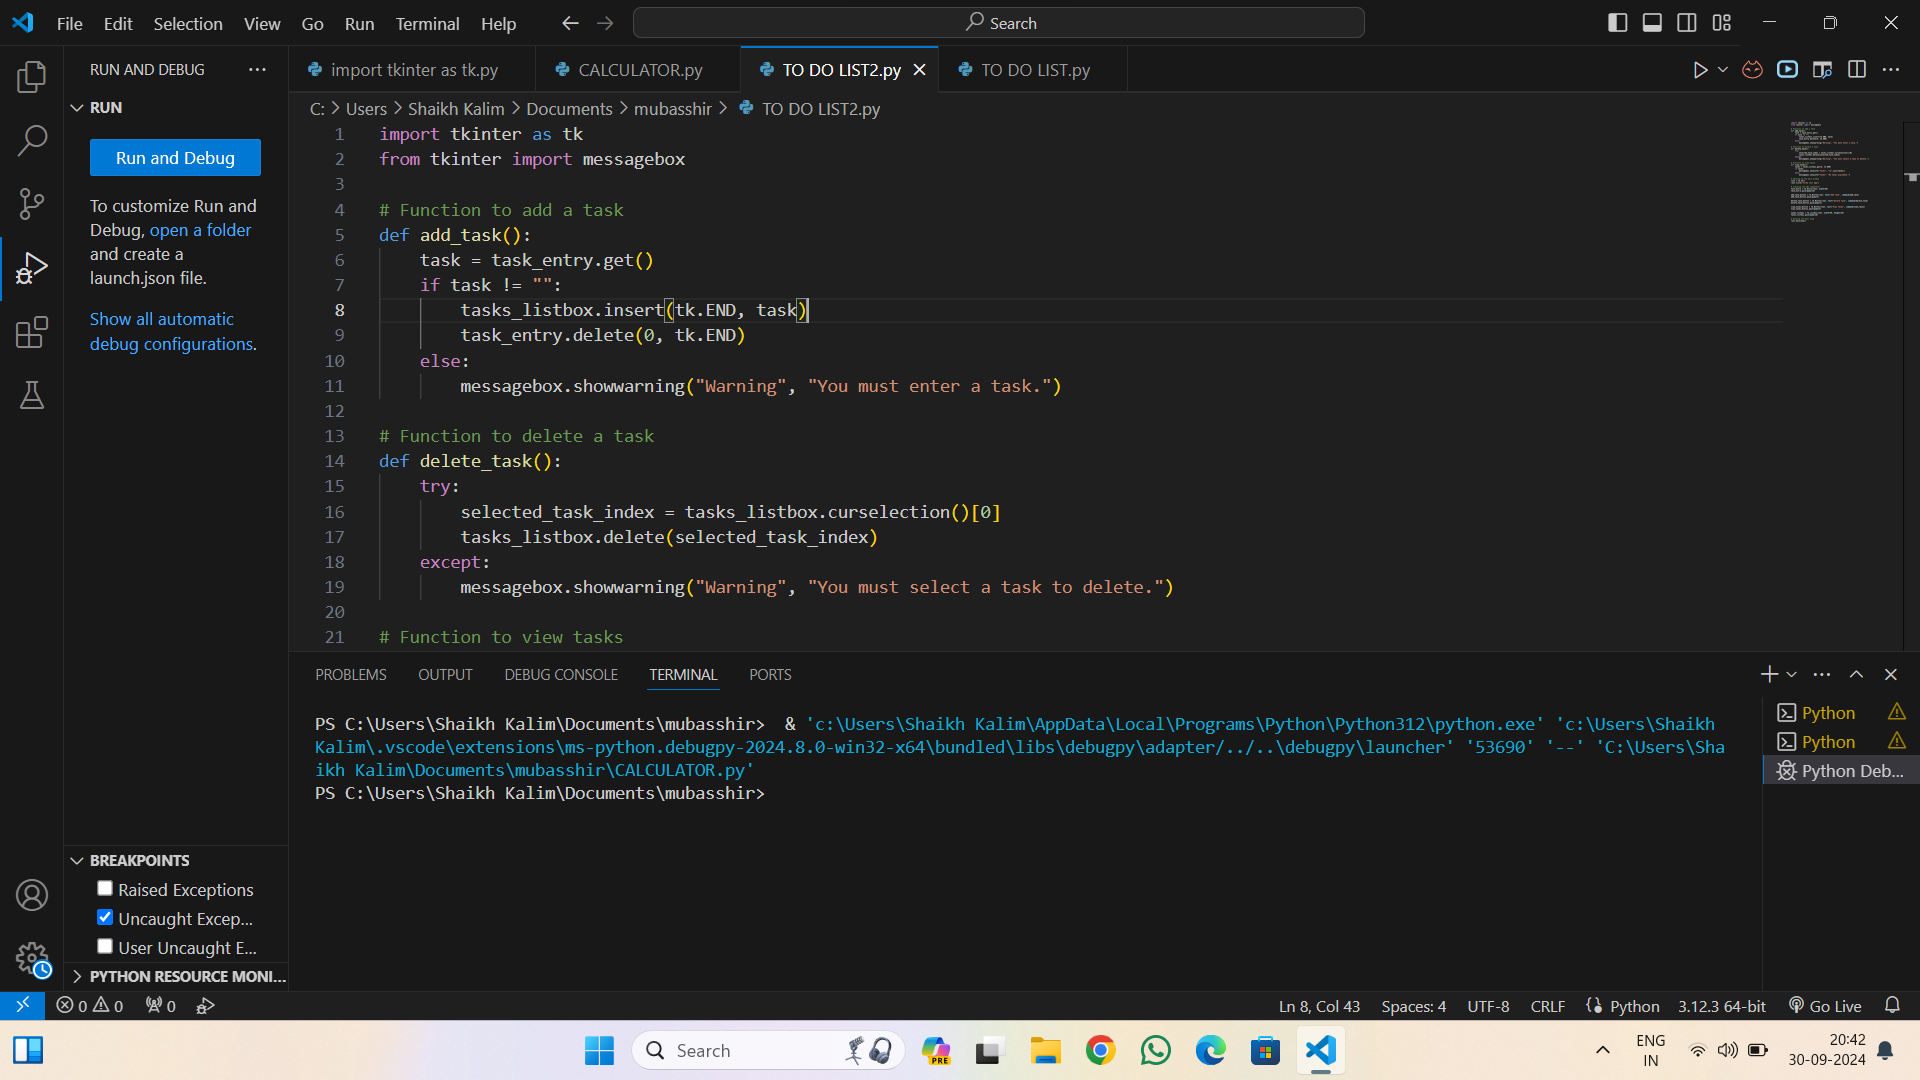 File Edit Selection View Go Run Terminal Help
Search
RUN AND DEBUG
import tkinter as tk.py
CALCULATOR.py
TO DO LIST2.py
TO DO LIST.py
RUN
C: > Users > Shaikh Kalim > Documents > mubasshir > TO DO LIST2.py
Run and Debug
To customize Run and
Debug, open a folder
and create a
launch.json file.
Show all automatic
debug configurations.
1 import tkinter as tk
2 from tkinter import messagebox
3
4 # Function to add a task
5 def add_task():
6 task = task_entry.get()
7 if task != "":
8 tasks_listbox.insert(tk.END, task)
9 task_entry.delete(0, tk.END)
10 else:
11 messagebox.showwarning("Warning", "You must enter a task.")
12
13 # Function to delete a task
14 def delete_task():
15 try:
16 selected_task_index = tasks_listbox.curselection()[0]
17 tasks_listbox.delete(selected_task_index)
18 except:
19 messagebox.showwarning("Warning", "You must select a task to delete.")
20
21 # Function to view tasks
PROBLEMS OUTPUT DEBUG CONSOLE TERMINAL PORTS
PS C:\Users\Shaikh Kalim\Documents\mubasshir>  & 'c:\Users\Shaikh Kalim\AppData\Local\Programs\Python\Python312\python.exe' 'c:\Users\Shaikh
Kalim\.vscode\extensions\ms-python.debugpy-2024.8.0-win32-x64\bundled\libs\debugpy\adapter/../..\debugpy\launcher' '53690' '--' 'C:\Users\Sha
ikh Kalim\Documents\mubasshir\CALCULATOR.py'
PS C:\Users\Shaikh Kalim\Documents\mubasshir>
Python
Python
Python Deb...
BREAKPOINTS
Raised Exceptions
Uncaught Excep...
User Uncaught E...
PYTHON RESOURCE MONI...
0 0 0
Ln 8, Col 43 Spaces: 4 UTF-8 CRLF Python 3.12.3 64-bit Go Live
Search
PRE
ENG
IN
20:42
30-09-2024